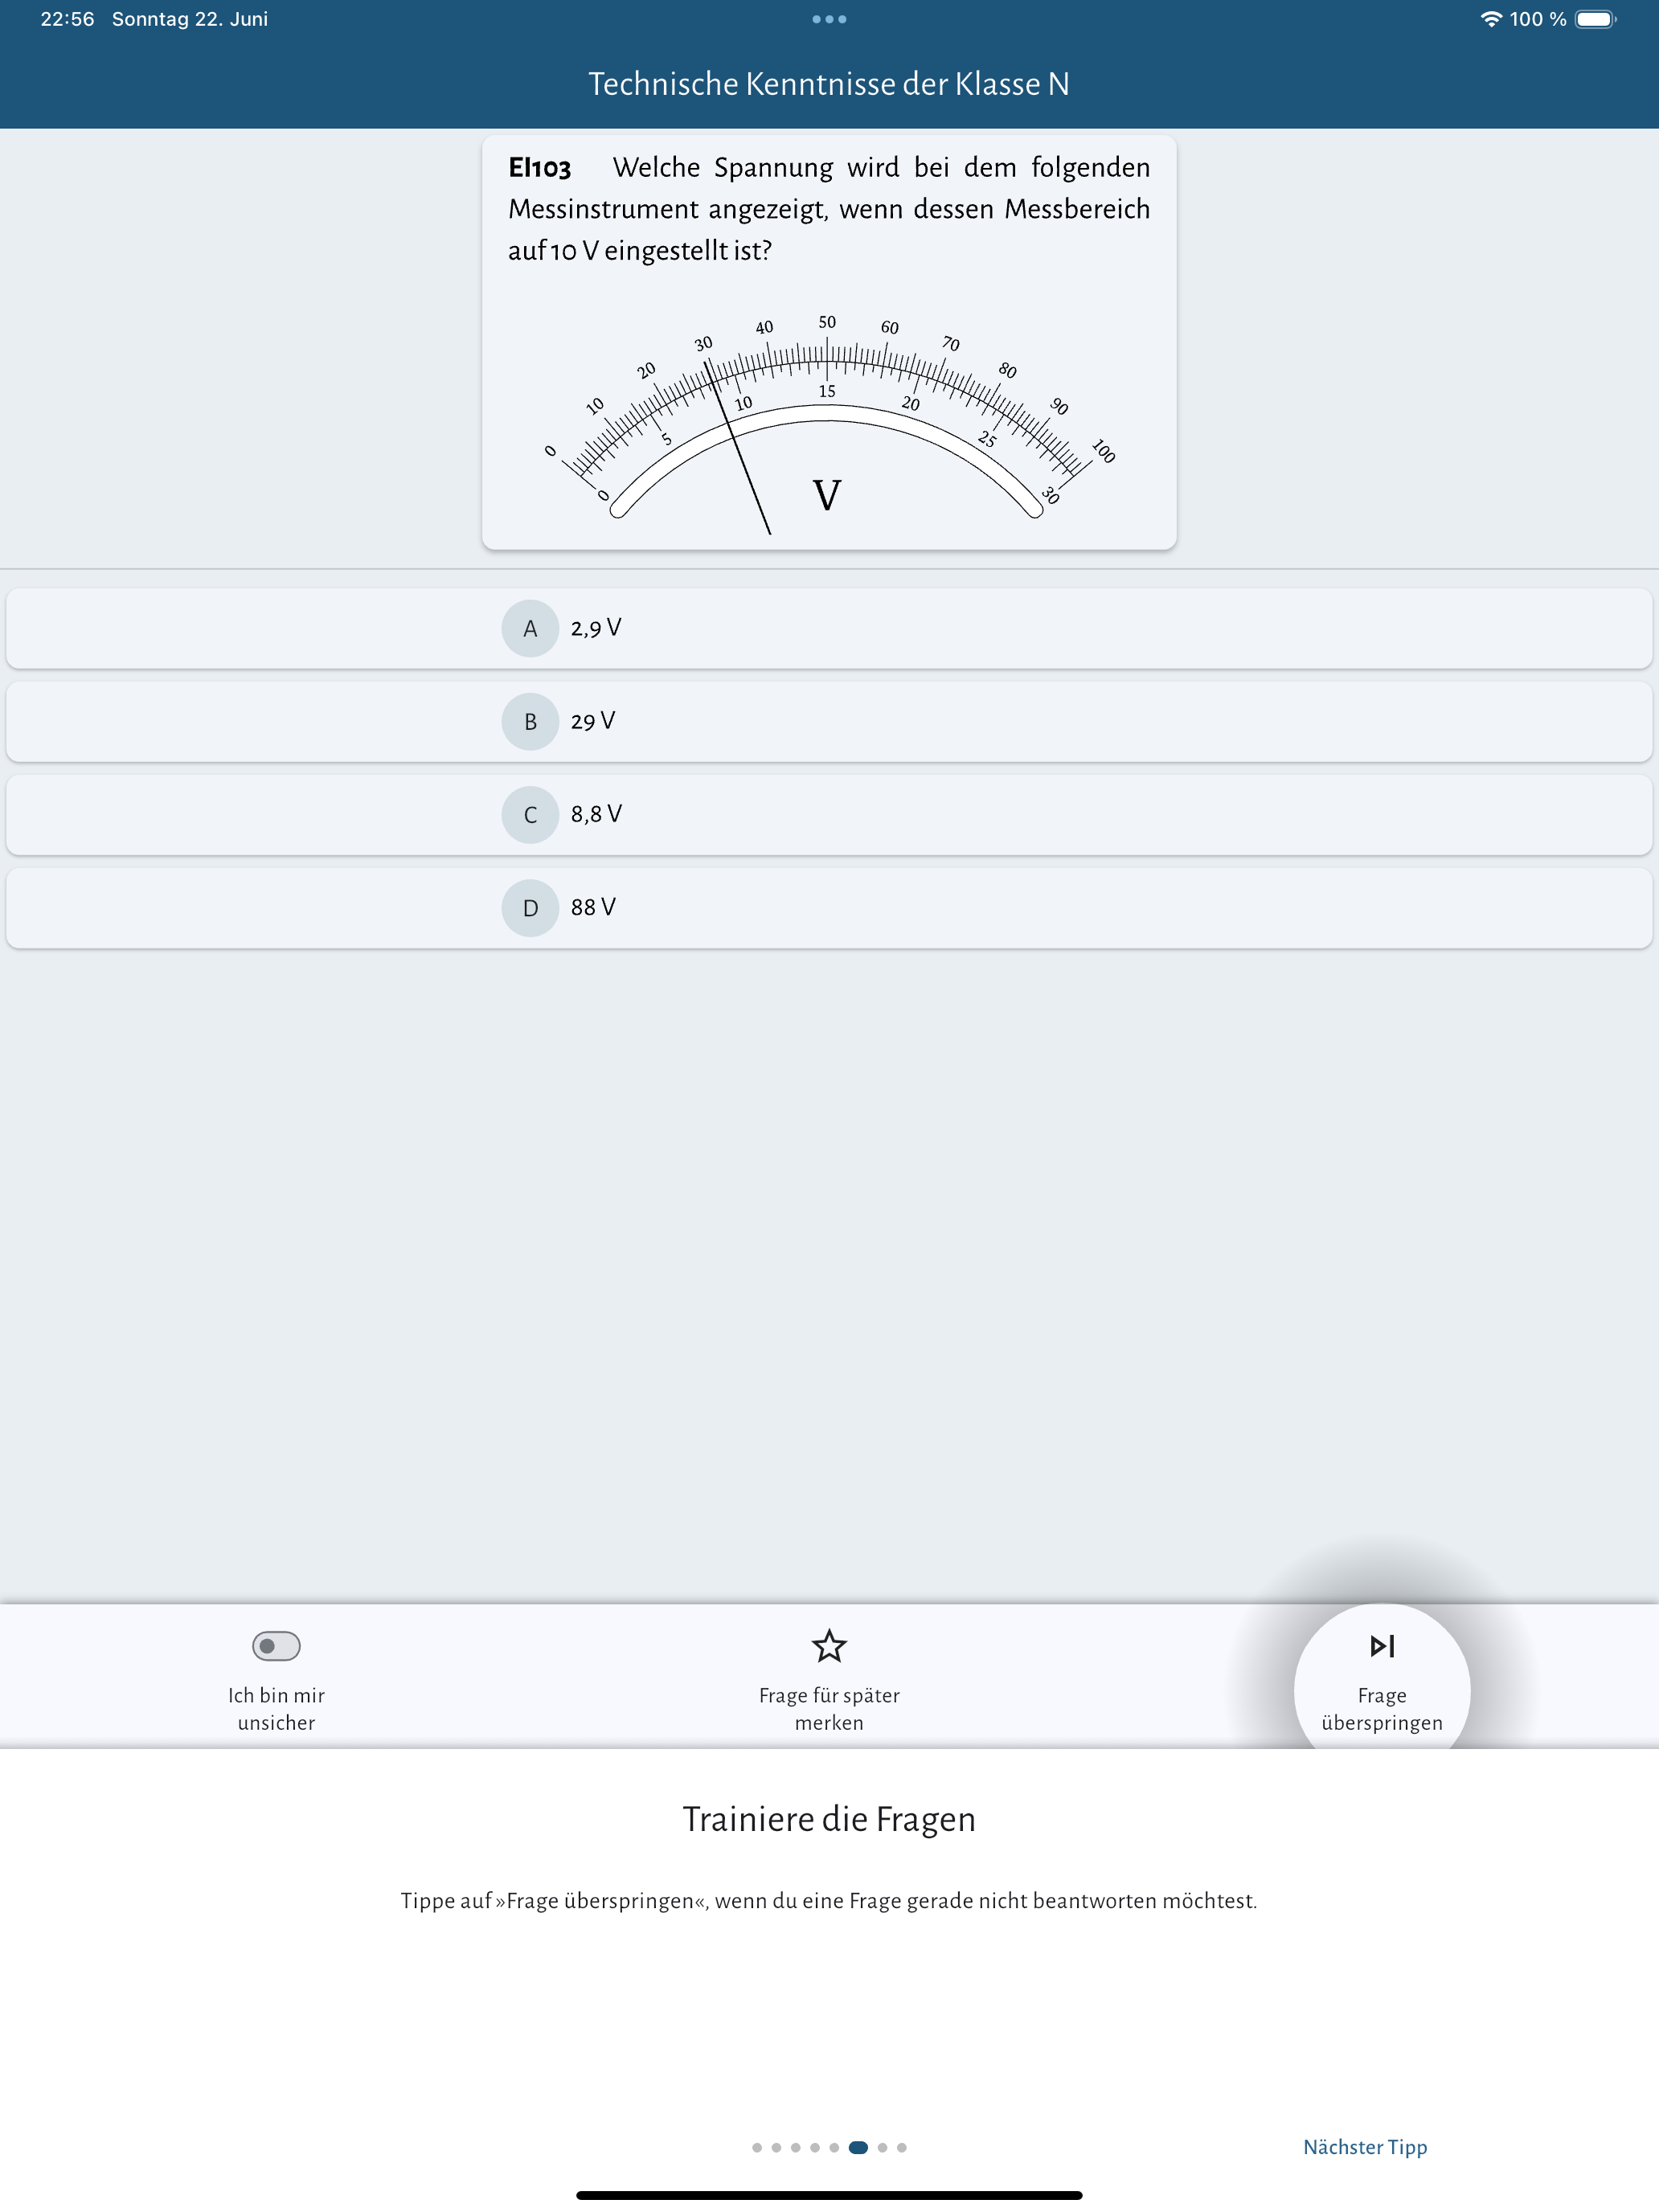 22:56 Sonntag 22. Juni
100 %
Technische Kenntnisse der Klasse N
EI103 Welche Spannung wird bei dem folgenden
Messinstrument angezeigt, wenn dessen Messbereich
auf 10 V eingestellt ist?
0 10 20 30 40 50 60 70 80 90 100
0 5 10 15 20 25 30
V
A 2,9 V
B 29 V
C 8,8 V
D 88 V
Ich bin mir
unsicher
Frage für später
merken
Frage
überspringen
Trainiere die Fragen
Tippe auf »Frage überspringen«, wenn du eine Frage gerade nicht beantworten möchtest.
Nächster Tipp